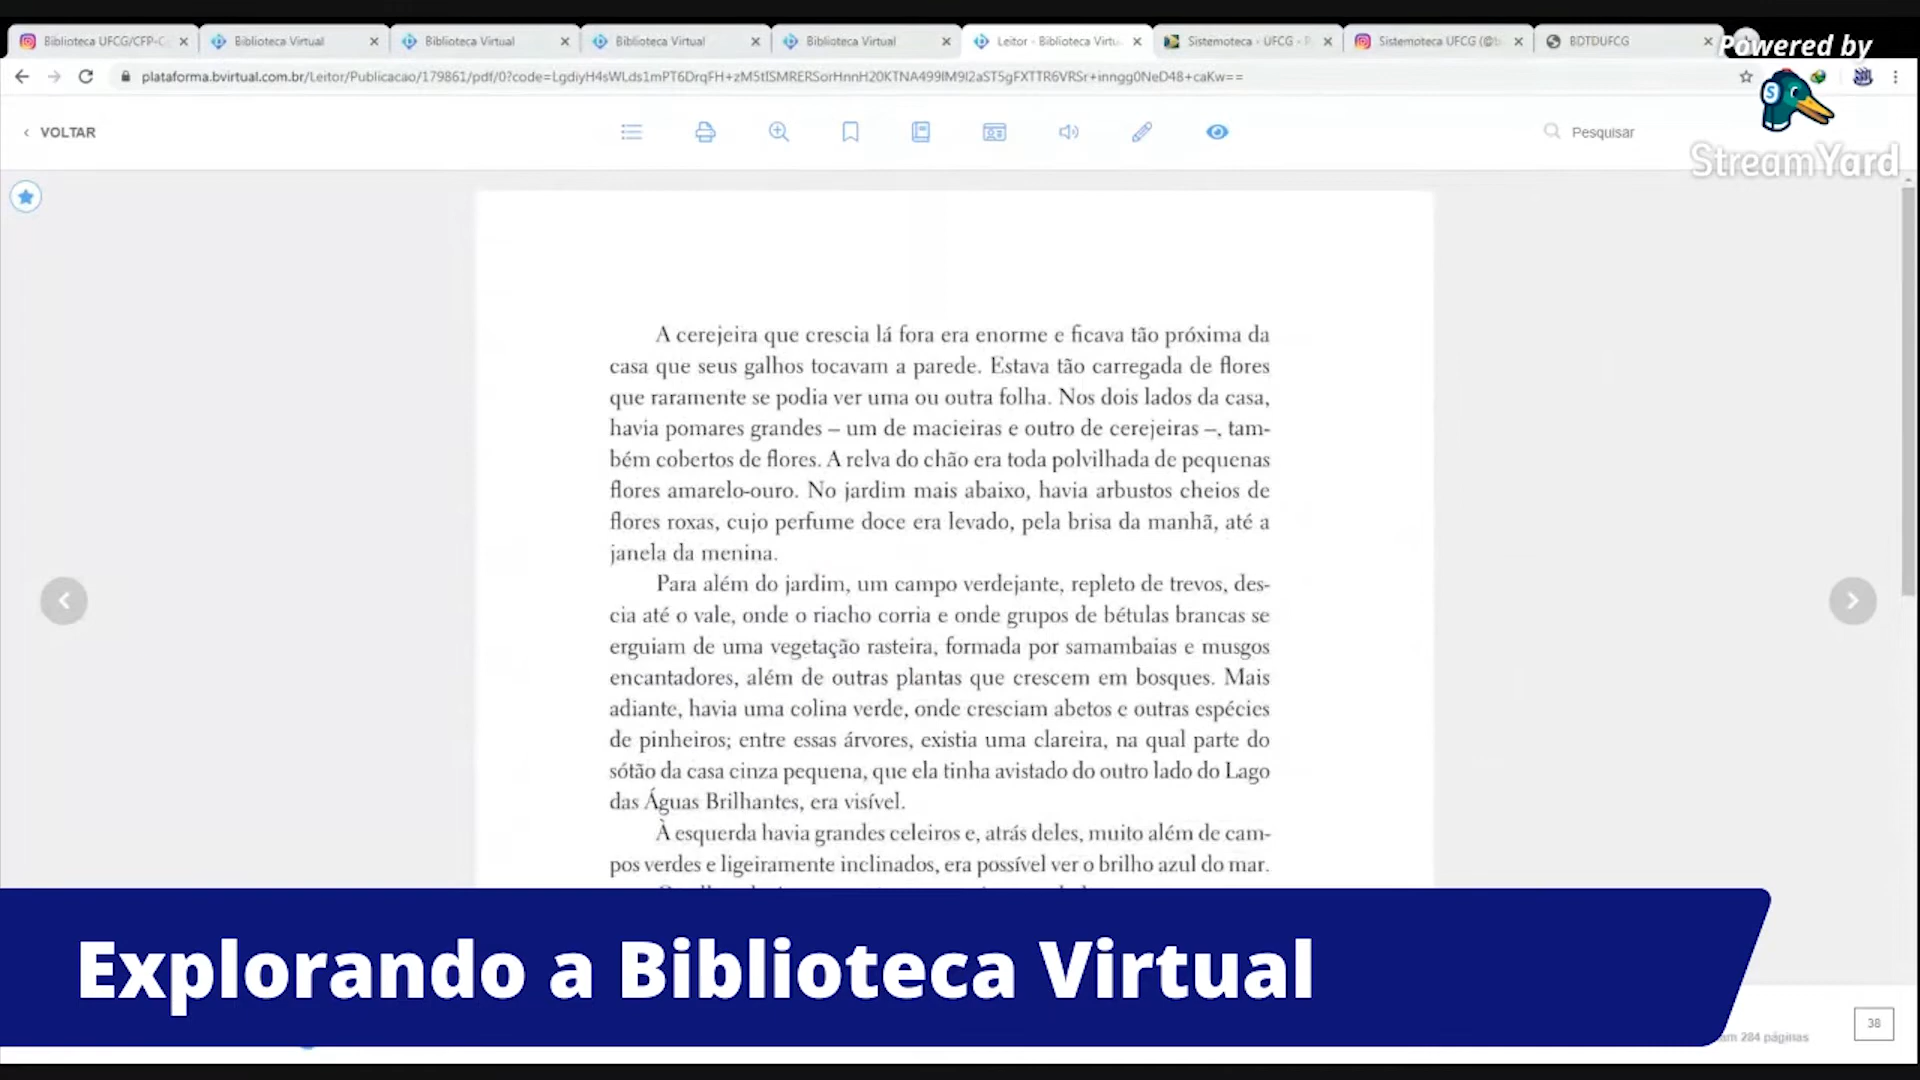 Biblioteca UFCG/CFP-C
Biblioteca Virtual
Biblioteca Virtual
Biblioteca Virtual
Biblioteca Virtual
Leitor - Biblioteca Virtu
Sistemoteca - UFCG - P
Sistemoteca UFCG (@b
BDTDUFCG
Powered by
plataforma.bvirtual.com.br/Leitor/Publicacao/179861/pdf/0?code=LgdiyH4sWLds1mPT6DrqFH+zM5tISMRERSorHnnH20KTNA499IM9I2aST5gFXTTR6VRSr+inngg0NeD48+caKw==
StreamYard
VOLTAR
Pesquisar
A cerejeira que crescia lá fora era enorme e ficava tão próxima da
casa que seus galhos tocavam a parede. Estava tão carregada de flores
que raramente se podia ver uma ou outra folha. Nos dois lados da casa,
havia pomares grandes – um de macieiras e outro de cerejeiras –, tam-
bém cobertos de flores. A relva do chão era toda polvilhada de pequenas
flores amarelo-ouro. No jardim mais abaixo, havia arbustos cheios de
flores roxas, cujo perfume doce era levado, pela brisa da manhã, até a
janela da menina.
Para além do jardim, um campo verdejante, repleto de trevos, des-
cia até o vale, onde o riacho corria e onde grupos de bétulas brancas se
erguiam de uma vegetação rasteira, formada por samambaias e musgos
encantadores, além de outras plantas que crescem em bosques. Mais
adiante, havia uma colina verde, onde cresciam abetos e outras espécies
de pinheiros; entre essas árvores, existia uma clareira, na qual parte do
sótão da casa cinza pequena, que ela tinha avistado do outro lado do Lago
das Águas Brilhantes, era visível.
À esquerda havia grandes celeiros e, atrás deles, muito além de cam-
pos verdes e ligeiramente inclinados, era possível ver o brilho azul do mar.
Explorando a Biblioteca Virtual
284 páginas
38